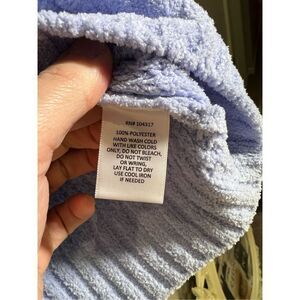 RN# 104317
100% POLYESTER
HAND WASH COLD
WITH LIKE COLORS
ONLY, DO NOT BLEACH,
DO NOT TWIST
OR WRING,
LAY FLAT TO DRY
USE COOL IRON
IF NEEDED